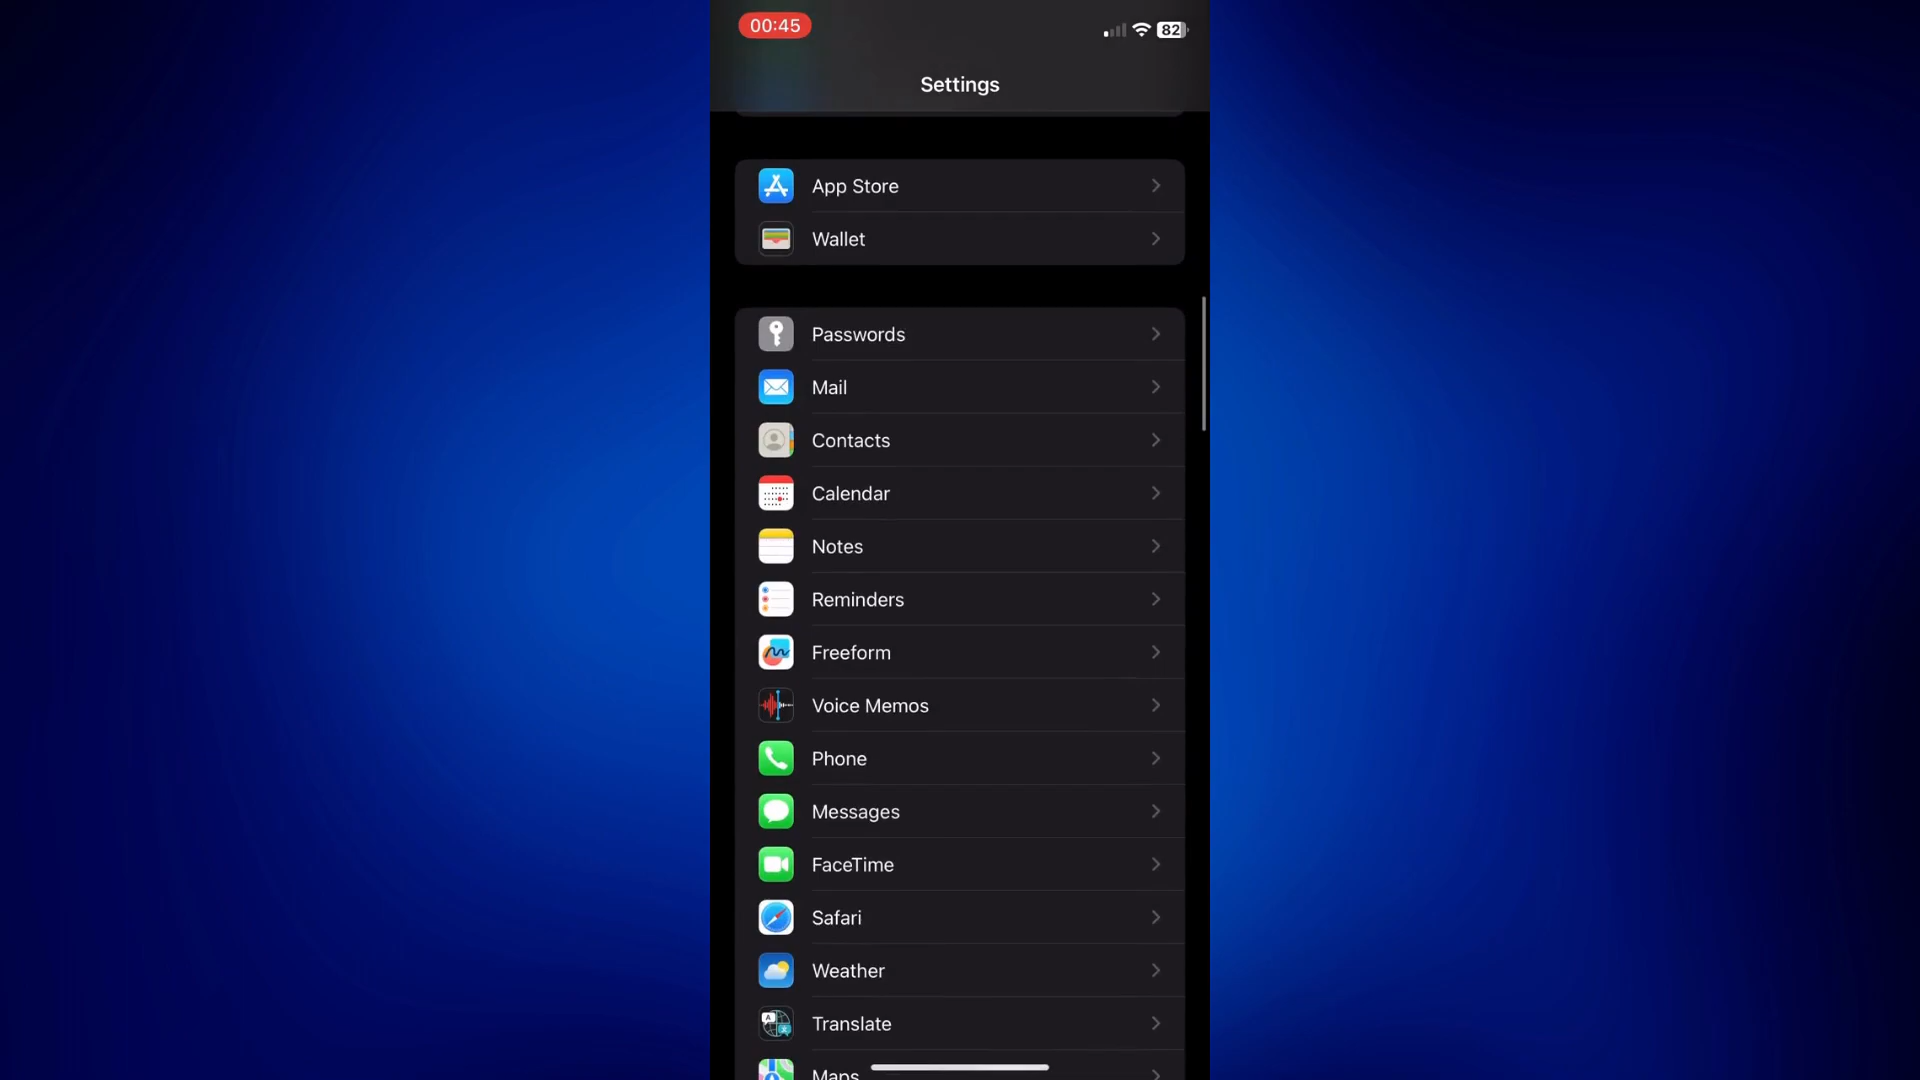 00:45
82
Settings
App Store
Wallet
Passwords
Mail
Contacts
Calendar
Notes
Reminders
Freeform
Voice Memos
Phone
Messages
FaceTime
Safari
Weather
Translate
Maps